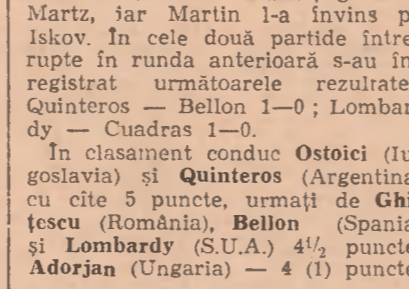 Martz, iar Martin l-a învins p
Iskov. În cele două partide între
rupte în runda anterioară s-au în
registrat următoarele rezultate
Quinteros — Bellon 1—0 ; Lombar
dy — Cuadras 1—0.
În clasament conduc Ostoici (Iu
goslavia) și Quinteros (Argentina
cu cîte 5 puncte, urmați de Ghi
țescu (România), Bellon (Spania
și Lombardy (S.U.A.) 4½ puncte
Adorjan (Ungaria) — 4 (1) puncte